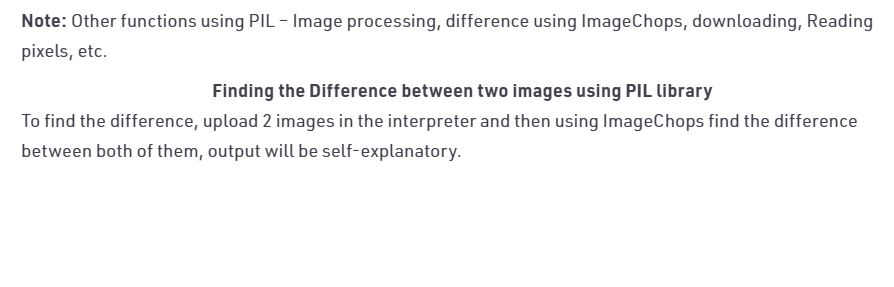 Note: Other functions using PIL – Image processing, difference using ImageChops, downloading, Reading
pixels, etc.
Finding the Difference between two images using PIL library
To find the difference, upload 2 images in the interpreter and then using ImageChops find the difference
between both of them, output will be self-explanatory.